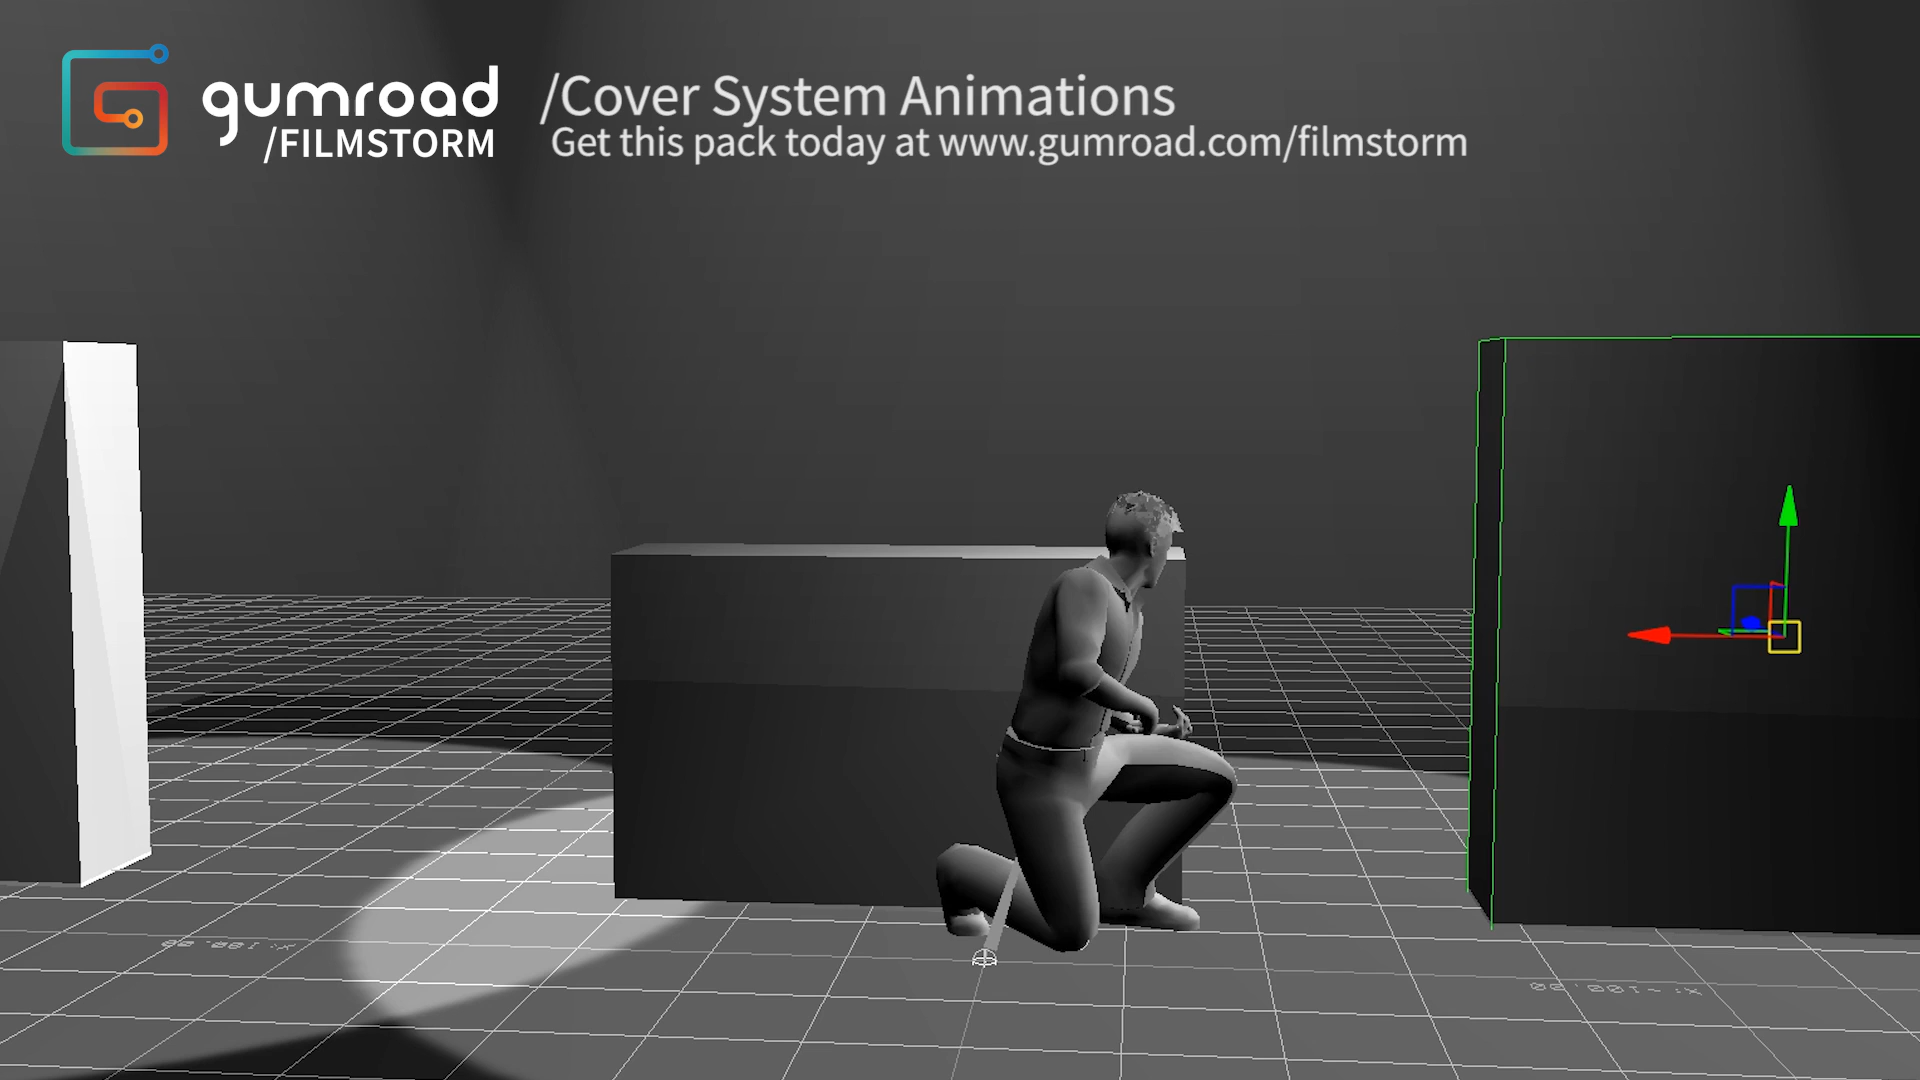 gumroad
/FILMSTORM
/Cover System Animations
Get this pack today at www.gumroad.com/filmstorm